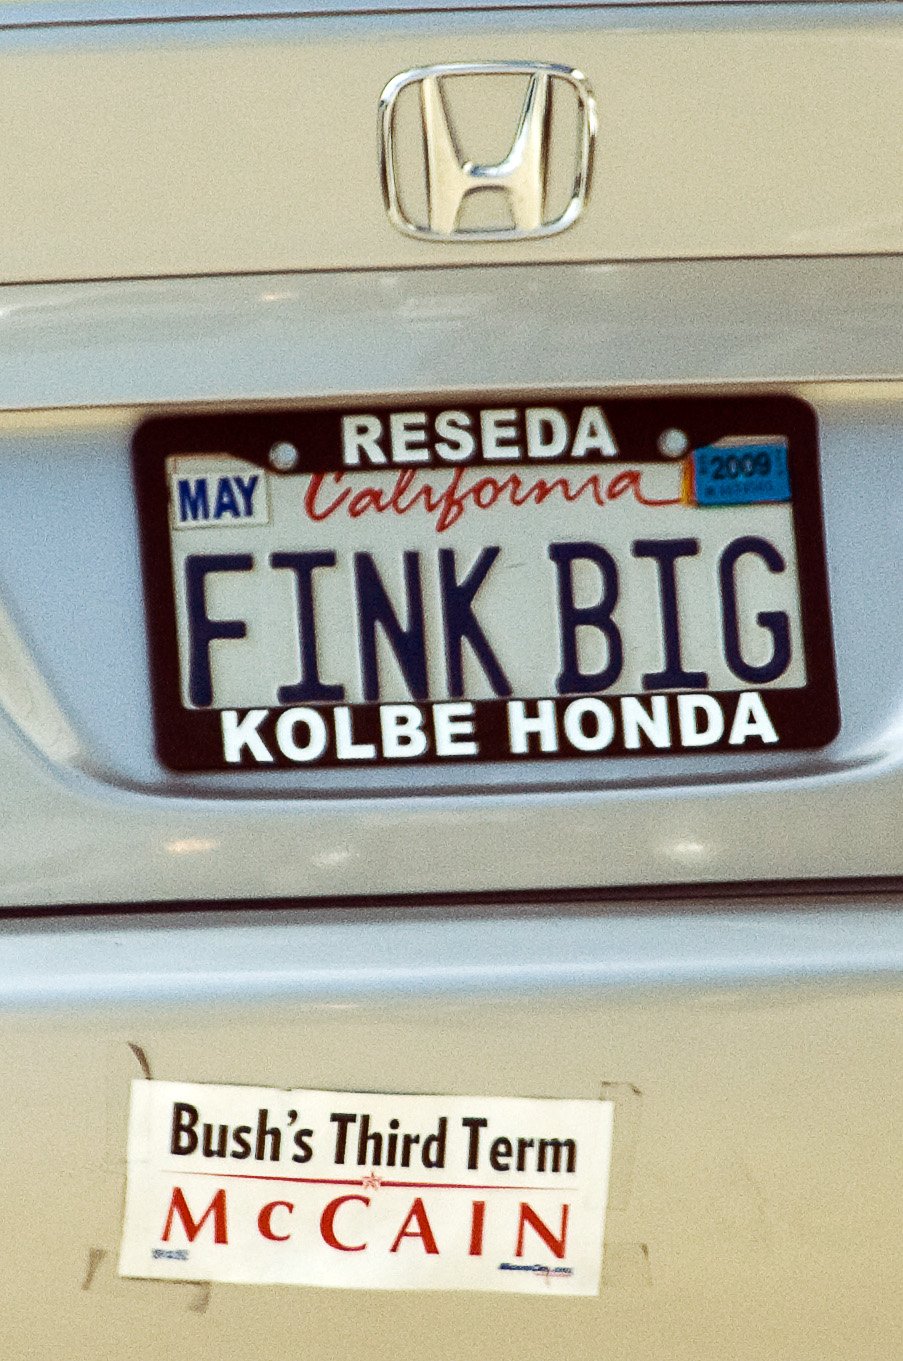 RESEDA
MAY California 2009
FINK BIG
KOLBE HONDA
Bush's Third Term
McCAIN